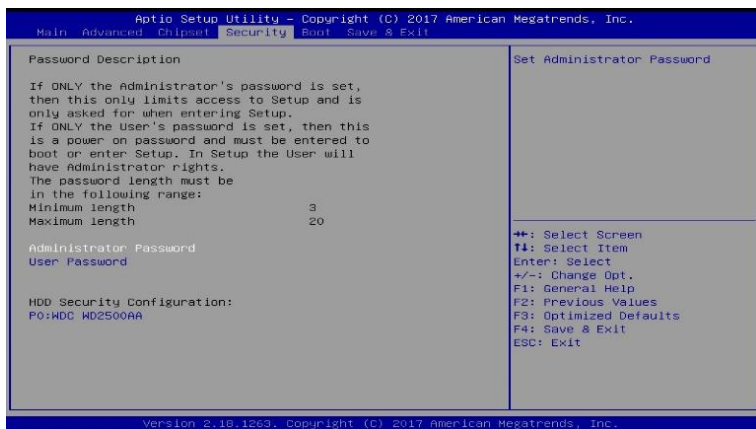 Aptio Setup Utility – Copyright (C) 2017 American Megatrends, Inc.
Main Advanced Chipset Security Boot Save & Exit
Password Description
If ONLY the Administrator's password is set,
then this only limits access to Setup and is
only asked for when entering Setup.
If ONLY the User's password is set, then this
is a power on password and must be entered to
boot or enter Setup. In Setup the User will
have Administrator rights.
The password length must be
in the following range:
Minimum length 3
Maximum length 20
Administrator Password
User Password
HDD Security Configuration:
P0:WDC WD2500AA
Set Administrator Password
→←: Select Screen
↑↓: Select Item
Enter: Select
+/-: Change Opt.
F1: General Help
F2: Previous Values
F3: Optimized Defaults
F4: Save & Exit
ESC: Exit
Version 2.18.1263. Copyright (C) 2017 American Megatrends, Inc.